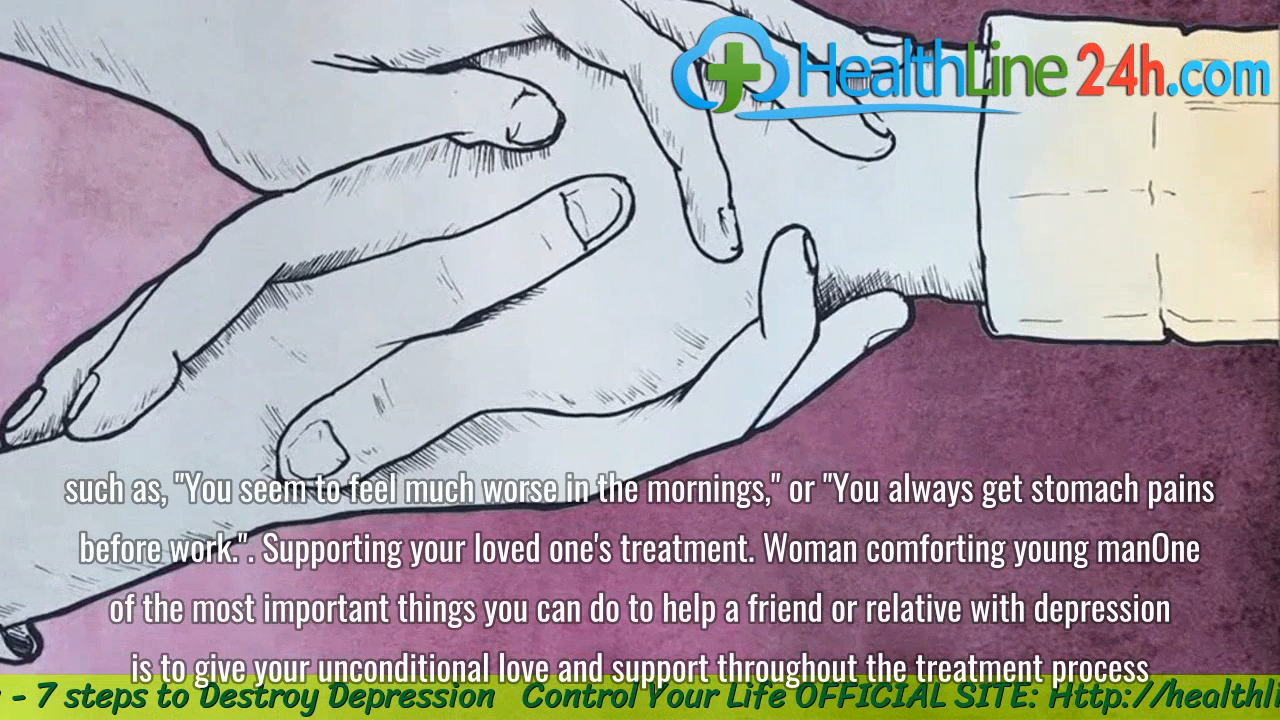 HealthLine 24h.com
such as, "You seem to feel much worse in the mornings," or "You always get stomach pains
before work.". Supporting your loved one's treatment. Woman comforting young manOne
of the most important things you can do to help a friend or relative with depression
is to give your unconditional love and support throughout the treatment process
- 7 steps to Destroy Depression Control Your Life OFFICIAL SITE: Http://healthli